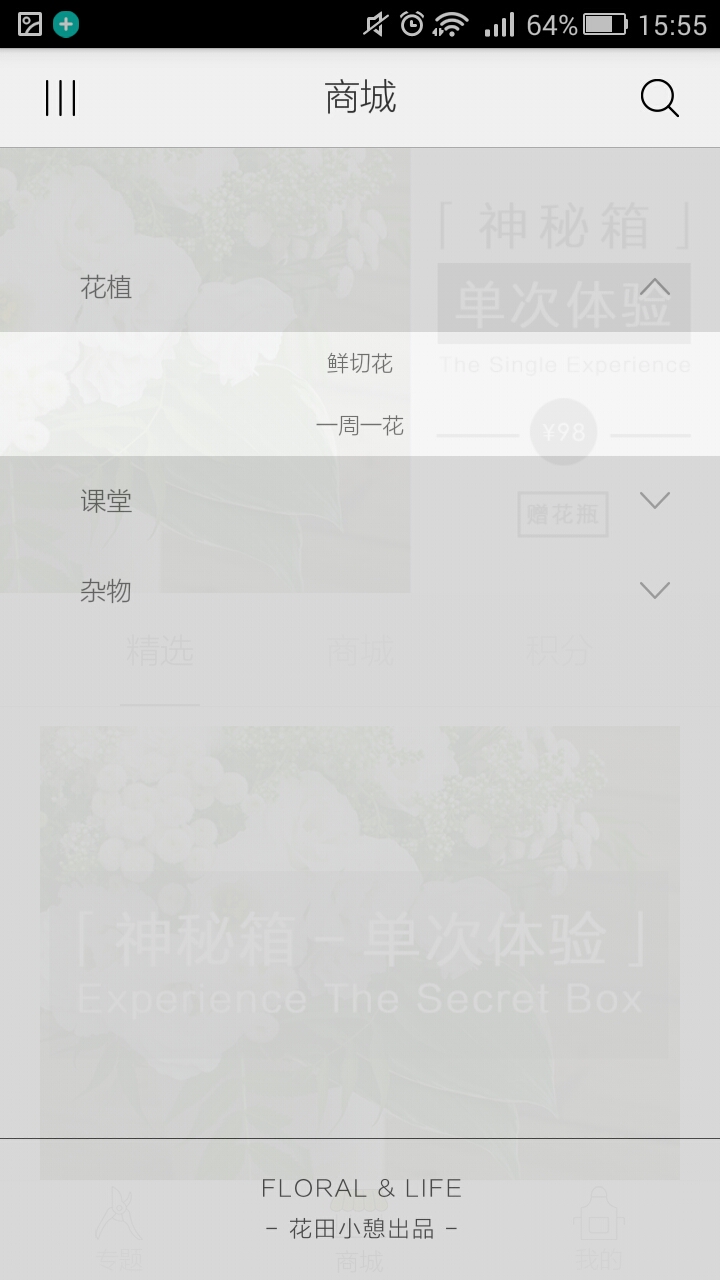 64% 15:55
商城
「神秘箱」
花植
单次体验
鲜切花
The Single Experience
一周一花
¥98
课堂
赠花瓶
杂物
精选 商城 积分
「神秘箱-单次体验」
Experience The Secret Box
FLORAL & LIFE
- 花田小憩出品 -
专题 商城 我的